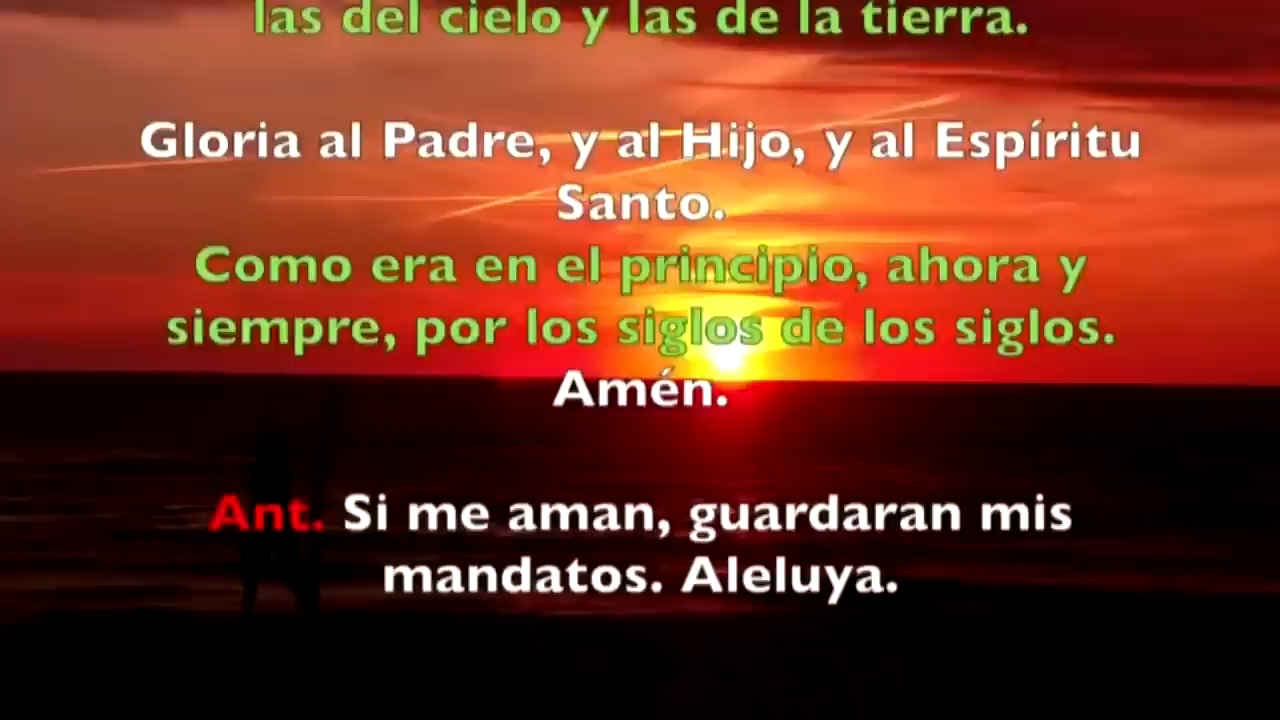 las del cielo y las de la tierra.
Gloria al Padre, y al Hijo, y al Espíritu
Santo.
Como era en el principio, ahora y
siempre, por los siglos de los siglos.
Amén.
Ant. Si me aman, guardaran mis
mandatos. Aleluya.